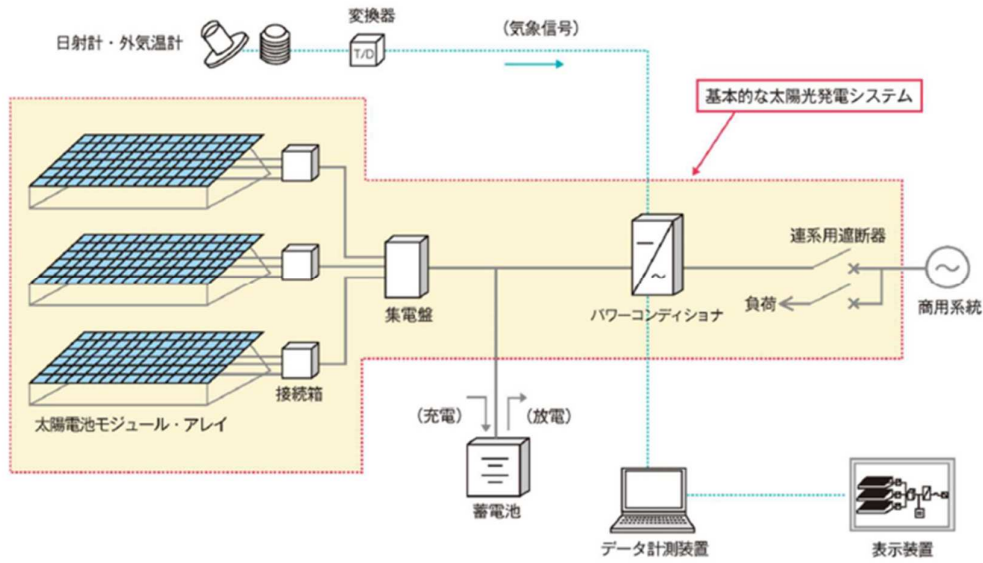 変換器
日射計・外気温計
T/D
(気象信号)
基本的な太陽光発電システム
連系用遮断器
負荷
商用系統
集電盤
パワーコンディショナ
接続箱
太陽電池モジュール・アレイ
(充電)
(放電)
蓄電池
データ計測装置
表示装置